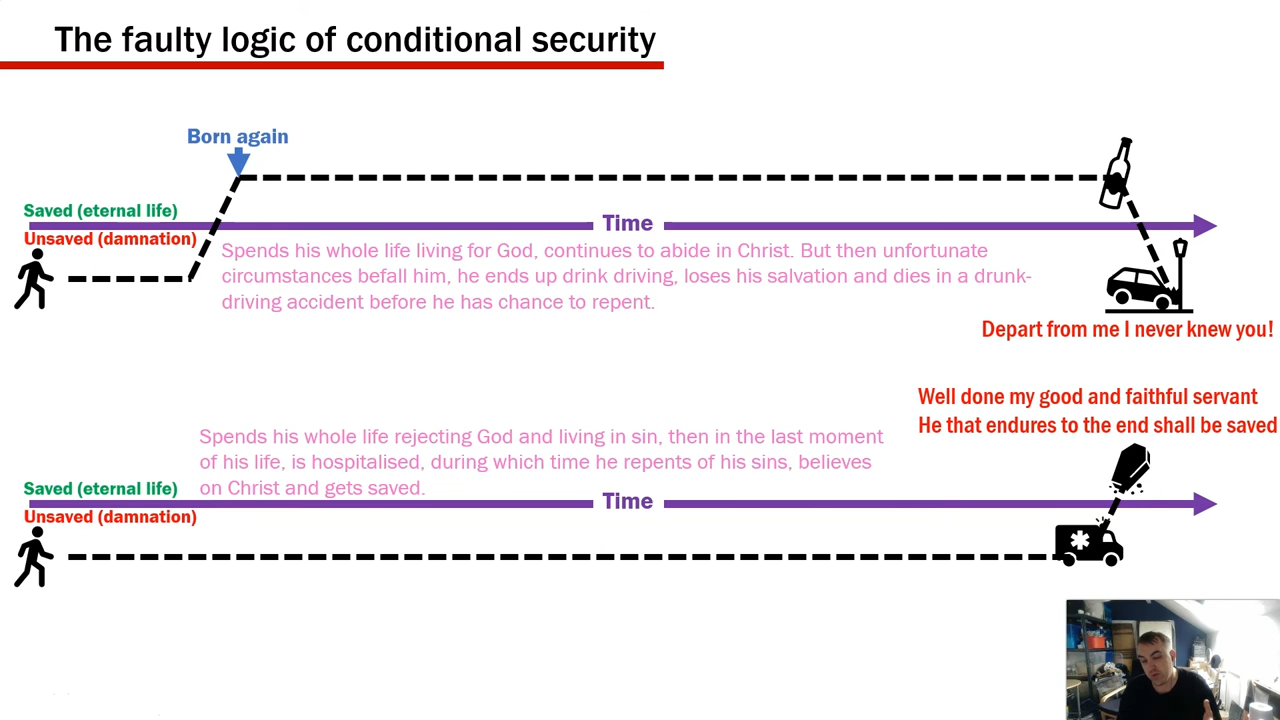 The faulty logic of conditional security
Born again
Saved (eternal life)
Time
Unsaved (damnation)
Spends his whole life living for God, continues to abide in Christ. But then unfortunate
circumstances befall him, he ends up drink driving, loses his salvation and dies in a drunk-
driving accident before he has chance to repent.
Depart from me I never knew you!
Well done my good and faithful servant
He that endures to the end shall be saved
Spends his whole life rejecting God and living in sin, then in the last moment
of his life, is hospitalised, during which time he repents of his sins, believes
on Christ and gets saved.
Saved (eternal life)
Time
Unsaved (damnation)